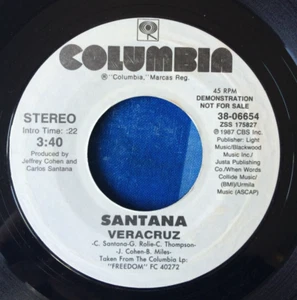 COLUMBIA
® "Columbia," Marcas Reg.
STEREO
Intro Time: :22
3:40
Produced by
Jeffrey Cohen and
Carlos Santana
45 RPM
DEMONSTRATION
NOT FOR SALE
38-06654
ZSS 175827
℗ 1987 CBS Inc.
Publisher: Light
Music/Blackwood
Music Inc./
Justa Publishing
Co./When Words
Collide Music/
(BMI)/Urmila
Music (ASCAP)
SANTANA
VERACRUZ
-C. Santana-G. Rolie-C. Thompson-
-J. Cohen-B. Miles-
Taken From The Columbia Lp:
"FREEDOM" FC 40272